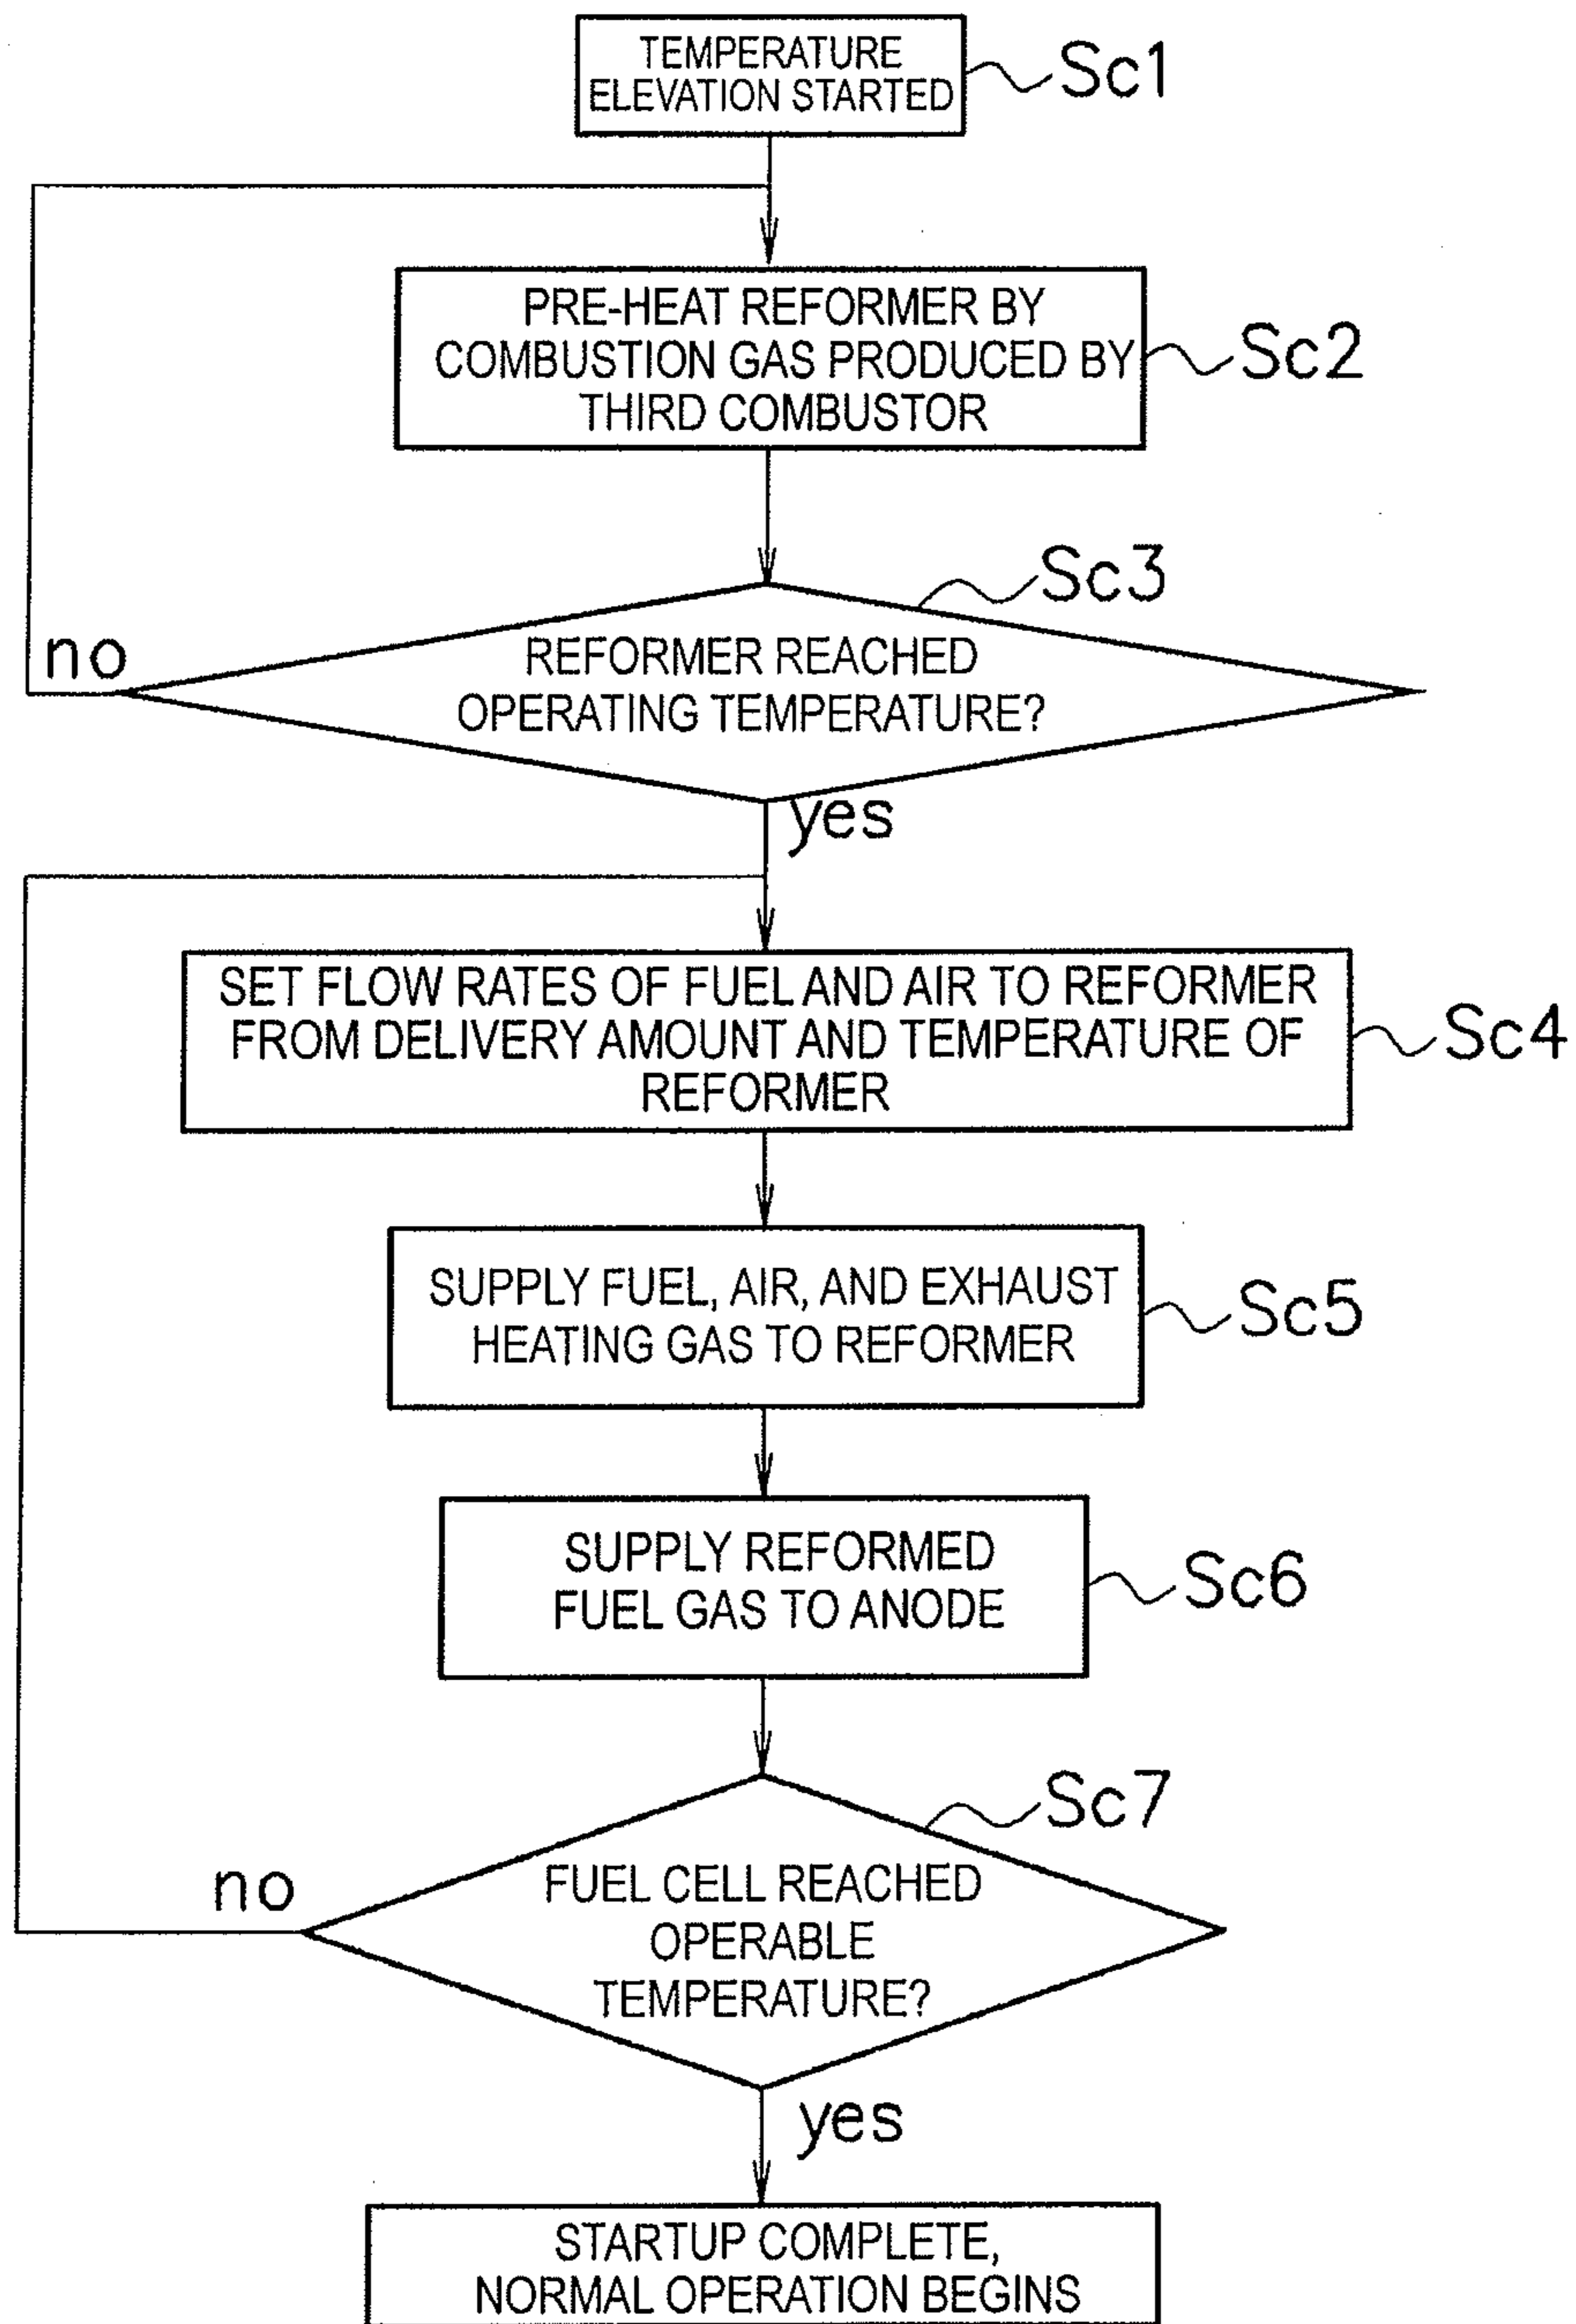 TEMPERATURE
ELEVATION STARTED
Sc1
PRE-HEAT REFORMER BY
COMBUSTION GAS PRODUCED BY
THIRD COMBUSTOR
Sc2
Sc3
REFORMER REACHED
OPERATING TEMPERATURE?
no
yes
SET FLOW RATES OF FUEL AND AIR TO REFORMER
FROM DELIVERY AMOUNT AND TEMPERATURE OF
REFORMER
Sc4
SUPPLY FUEL, AIR, AND EXHAUST
HEATING GAS TO REFORMER
Sc5
SUPPLY REFORMED
FUEL GAS TO ANODE
Sc6
Sc7
FUEL CELL REACHED
OPERABLE
TEMPERATURE?
no
yes
STARTUP COMPLETE,
NORMAL OPERATION BEGINS